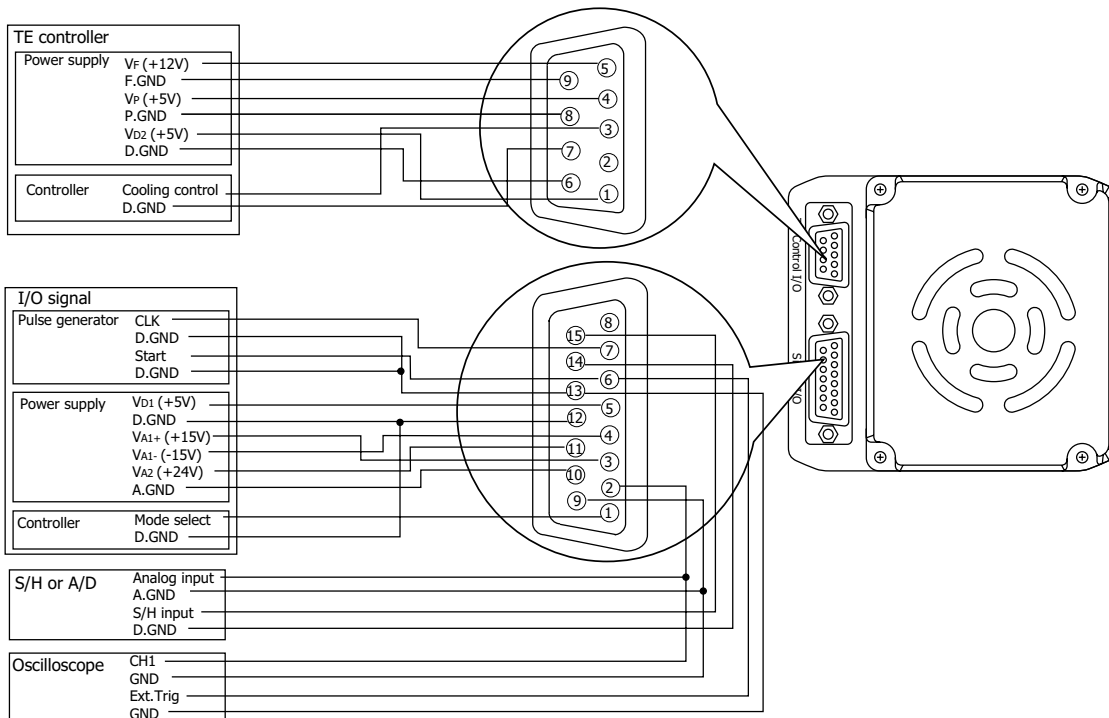 TE controller
Power supply
VF (+12V)
F.GND
VP (+5V)
P.GND
VD2 (+5V)
D.GND
Controller
Cooling control
D.GND
5
9
4
8
3
7
2
6
1
Control I/O
I/O signal
Pulse generator
CLK
D.GND
Start
D.GND
Power supply
VD1 (+5V)
D.GND
VA1+ (+15V)
VA1- (-15V)
VA2 (+24V)
A.GND
Controller
Mode select
D.GND
8
15
7
14
6
13
5
12
4
11
3
10
2
9
1
I/O
S/H or A/D
Analog input
A.GND
S/H input
D.GND
Oscilloscope
CH1
GND
Ext.Trig
GND